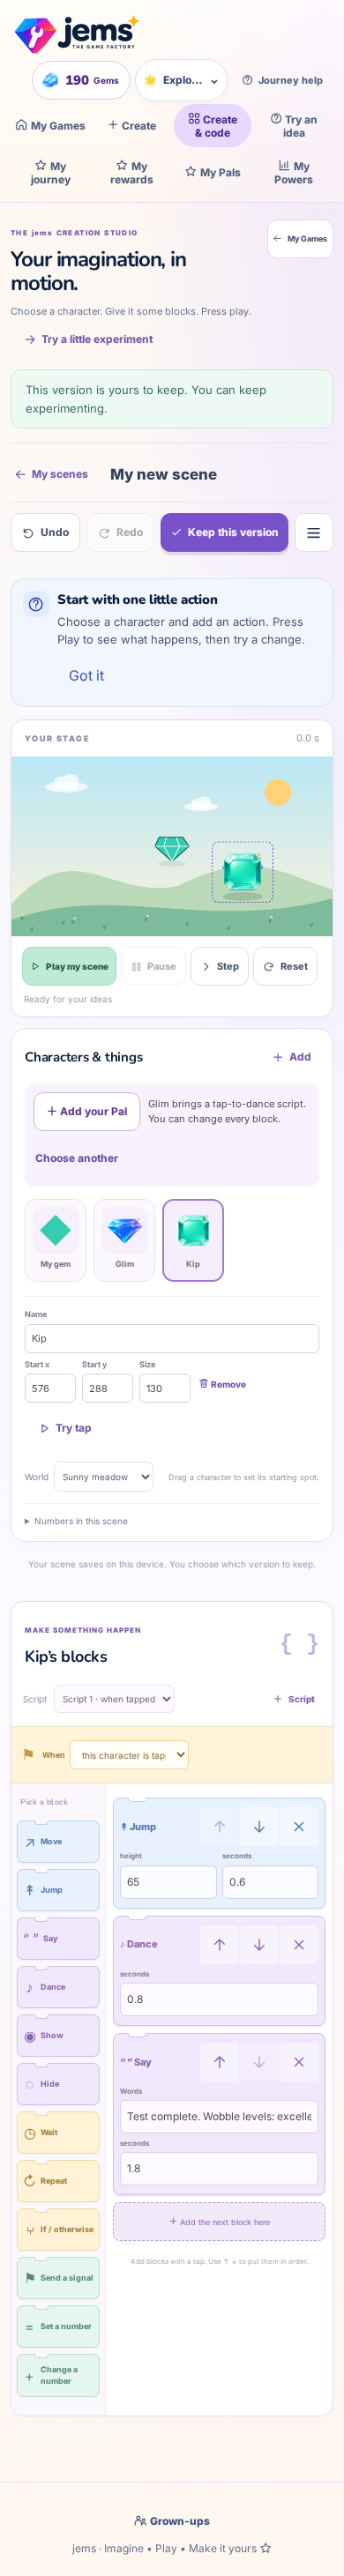 jems
THE GAME FACTORY
190 Gems
Explo...
Journey help
My Games
Create
Create & code
Try an idea
My journey
My rewards
My Pals
My Powers
THE jems CREATION STUDIO
My Games
Your imagination, in
motion.
Choose a character. Give it some blocks. Press play.
Try a little experiment
This version is yours to keep. You can keep
experimenting.
My scenes
My new scene
Undo
Redo
Keep this version
Start with one little action
Choose a character and add an action. Press
Play to see what happens, then try a change.
Got it
YOUR STAGE
0.0 s
Play my scene
Pause
Step
Reset
Ready for your ideas
Characters & things
+ Add
+ Add your Pal
Glim brings a tap-to-dance script.
You can change every block.
Choose another
My gem
Glim
Kip
Name
Kip
Start x
Start y
Size
576
288
130
Remove
Try tap
World
Sunny meadow
Drag a character to set its starting spot.
Numbers in this scene
Your scene saves on this device. You choose which version to keep.
MAKE SOMETHING HAPPEN
Kip’s blocks
{ }
Script
Script 1 · when tapped
+ Script
When
this character is tap
Pick a block
Move
Jump
“ ” Say
♪ Dance
Show
Hide
Wait
Repeat
If / otherwise
Send a signal
= Set a number
+ Change a number
Jump
height
seconds
65
0.6
♪ Dance
seconds
0.8
“ ” Say
Words
Test complete. Wobble levels: excelle
seconds
1.8
+ Add the next block here
Add blocks with a tap. Use ↑ ↓ to put them in order.
Grown-ups
jems · Imagine • Play • Make it yours